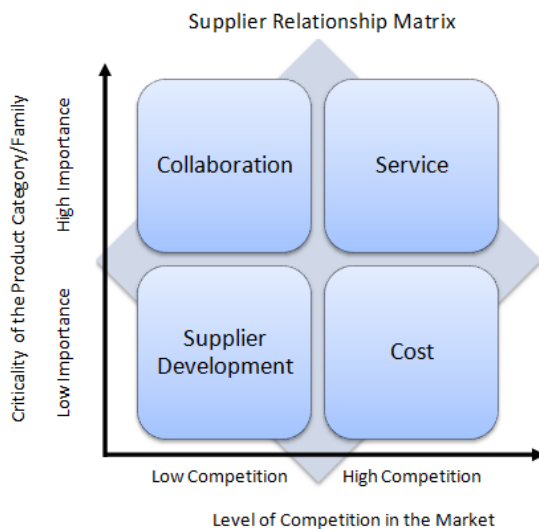 Supplier Relationship Matrix
Criticality of the Product Category/Family
High Importance
Low Importance
Collaboration
Service
Supplier
Development
Cost
Low Competition
High Competition
Level of Competition in the Market